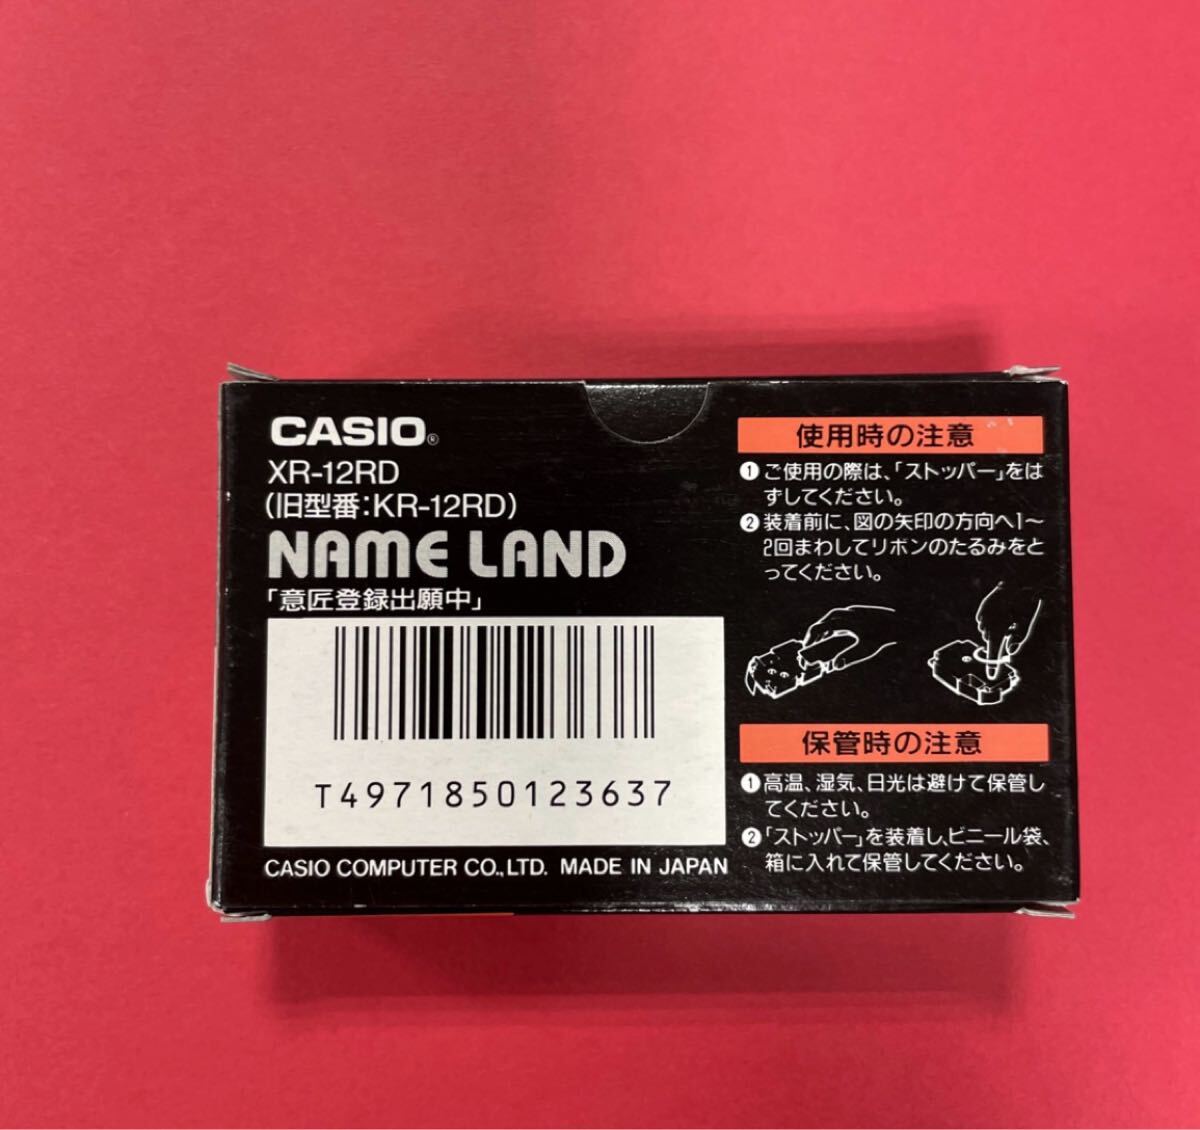 CASIO®
XR-12RD
(旧型番:KR-12RD)
NAME LAND
「意匠登録出願中」
T4971850123637
CASIO COMPUTER CO.,LTD. MADE IN JAPAN
使用時の注意
❶ご使用の際は、「ストッパー」をは
ずしてください。
❷装着前に、図の矢印の方向へ1〜
2回まわしてリボンのたるみをと
ってください。
保管時の注意
❶高温、湿気、日光は避けて保管し
てください。
❷「ストッパー」を装着し、ビニール袋、
箱に入れて保管してください。